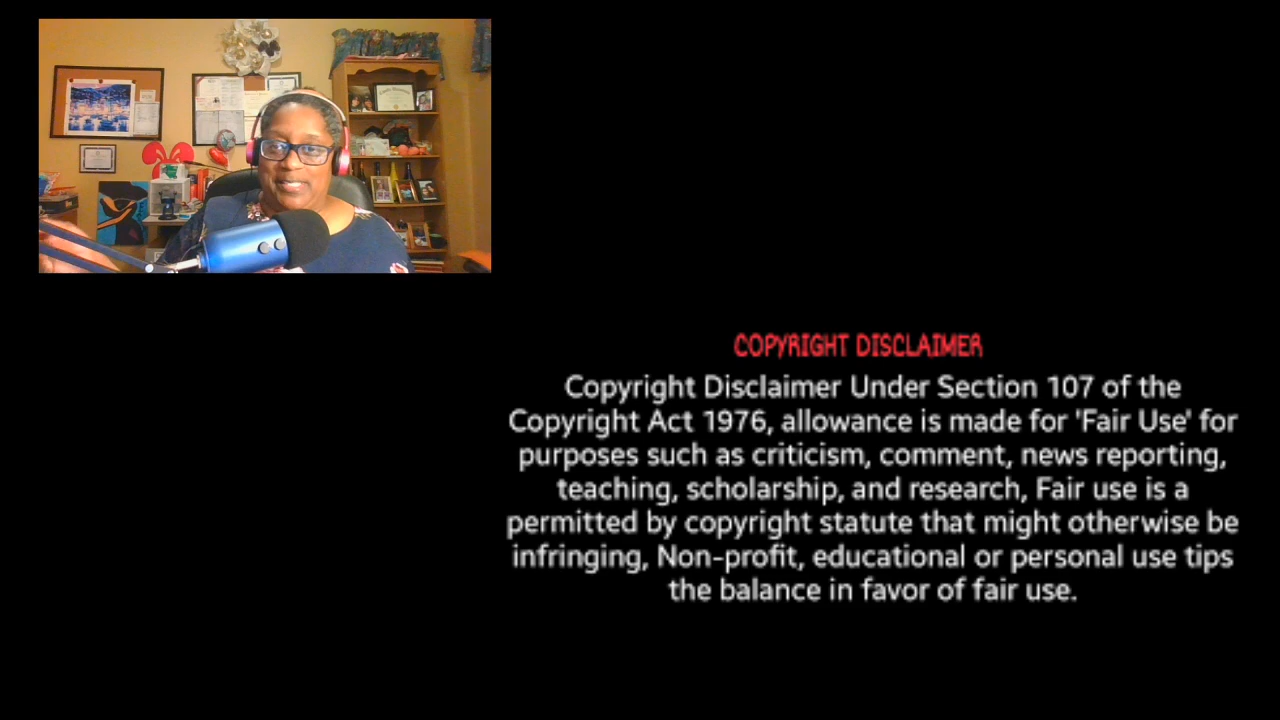 COPYRIGHT DISCLAIMER
Copyright Disclaimer Under Section 107 of the
Copyright Act 1976, allowance is made for 'Fair Use' for
purposes such as criticism, comment, news reporting,
teaching, scholarship, and research, Fair use is a
permitted by copyright statute that might otherwise be
infringing, Non-profit, educational or personal use tips
the balance in favor of fair use.